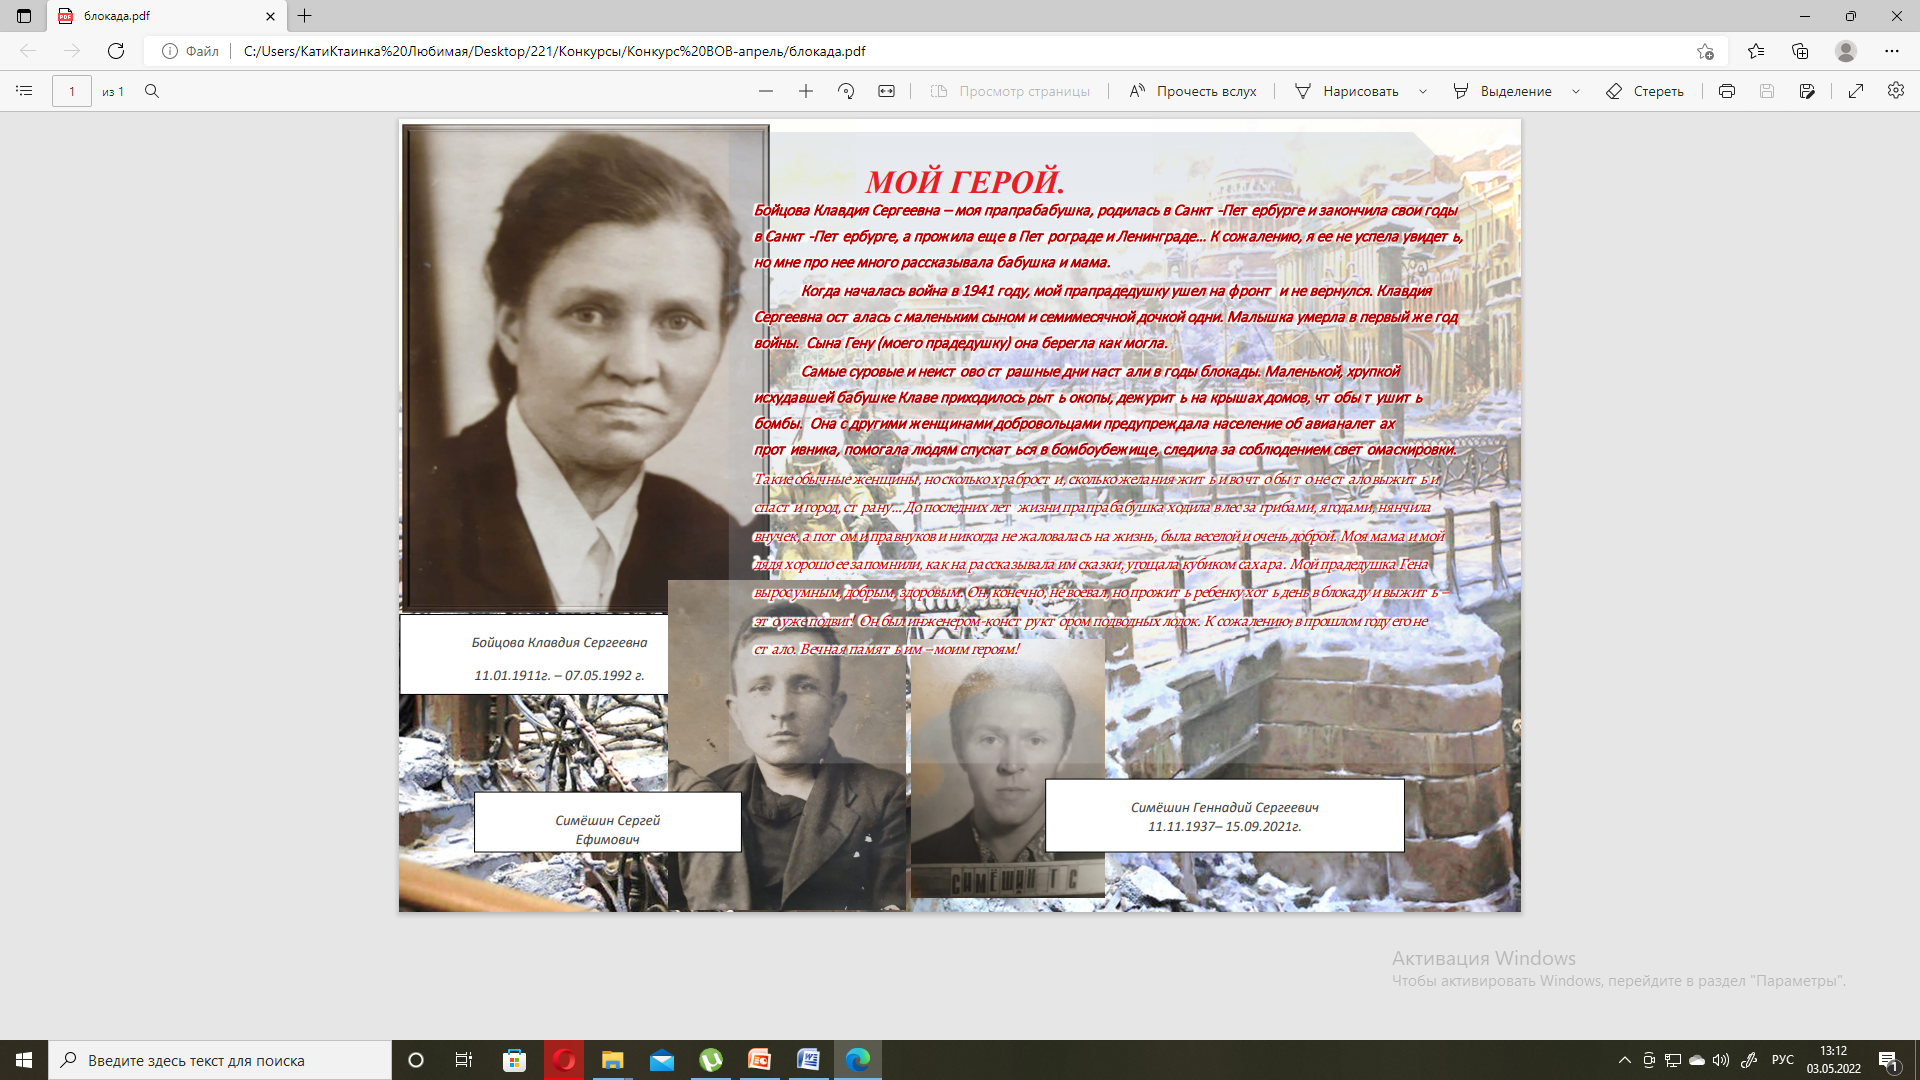 блокада.pdf
Файл
C:/Users/КатиКтаинка%20Любимая/Desktop/221/Конкурсы/Конкурс%20ВОВ-апрель/блокада.pdf
1 из 1
Просмотр страницы
Прочесть вслух
Нарисовать
Выделение
Стереть
МОЙ ГЕРОЙ.
Бойцова Клавдия Сергеевна – моя прапрабабушка, родилась в Санкт -Пет ербурге и закончила свои годы
в Санкт -Пет ербурге, а прожила еще в Пет рограде и Ленинграде... К сожалению, я ее не успела увидет ь,
но мне про нее много рассказывала бабушка и мама.
Когда началась война в 1941 году, мой прапрадедушку ушел на фронт и не вернулся. Клавдия
Сергеевна ост алась с маленьким сыном и семимесячной дочкой одни. Малышка умерла в первый же год
войны. Сына Гену (моего прадедушку) она берегла как могла.
Самые суровые и неист ово ст рашные дни наст али в годы блокады. Маленькой, хрупкой
исхудавшей бабушке Клаве приходилось рыт ь окопы, дежурит ь на крышах домов, чт обы т ушит ь
бомбы. Она с другими женщинами добровольцами предупреждала население об авианалет ах
прот ивника, помогала людям спускат ься в бомбоубежище, следила за соблюдением свет омаскировки.
Такие обычные женщины, но сколько храброст и, сколько желания жит ь и во чт о бы т о не ст ало выжит ь и
спаст и город, ст рану... До последних лет жизни прапрабабушка ходила в лес за грибами, ягодами, нянчила
внучек, а пот ом и правнуков и никогда не жаловалась на жизнь, была веселой и очень доброй. Моя мама и мой
дядя хорошо ее запомнили, как на рассказывала им сказки, угощала кубиком сахара. Мой прадедушка Гена
вырос умным, добрым, здоровым. Он, конечно, не воевал, но прожит ь ребенку хот ь день в блокаду и выжит ь –
эт о уже подвиг! Он был инженером-конст рукт ором подводных лодок. К сожалению, в прошлом году его не
ст ало. Вечная памят ь им – моим героям!
Бойцова Клавдия Сергеевна
11.01.1911г. – 07.05.1992 г.
Симёшин Сергей
Ефимович
Симёшин Геннадий Сергеевич
11.11.1937– 15.09.2021г.
СИМЁШИН Г С
Активация Windows
Чтобы активировать Windows, перейдите в раздел "Параметры".
Введите здесь текст для поиска
РУС
13:12
03.05.2022
1